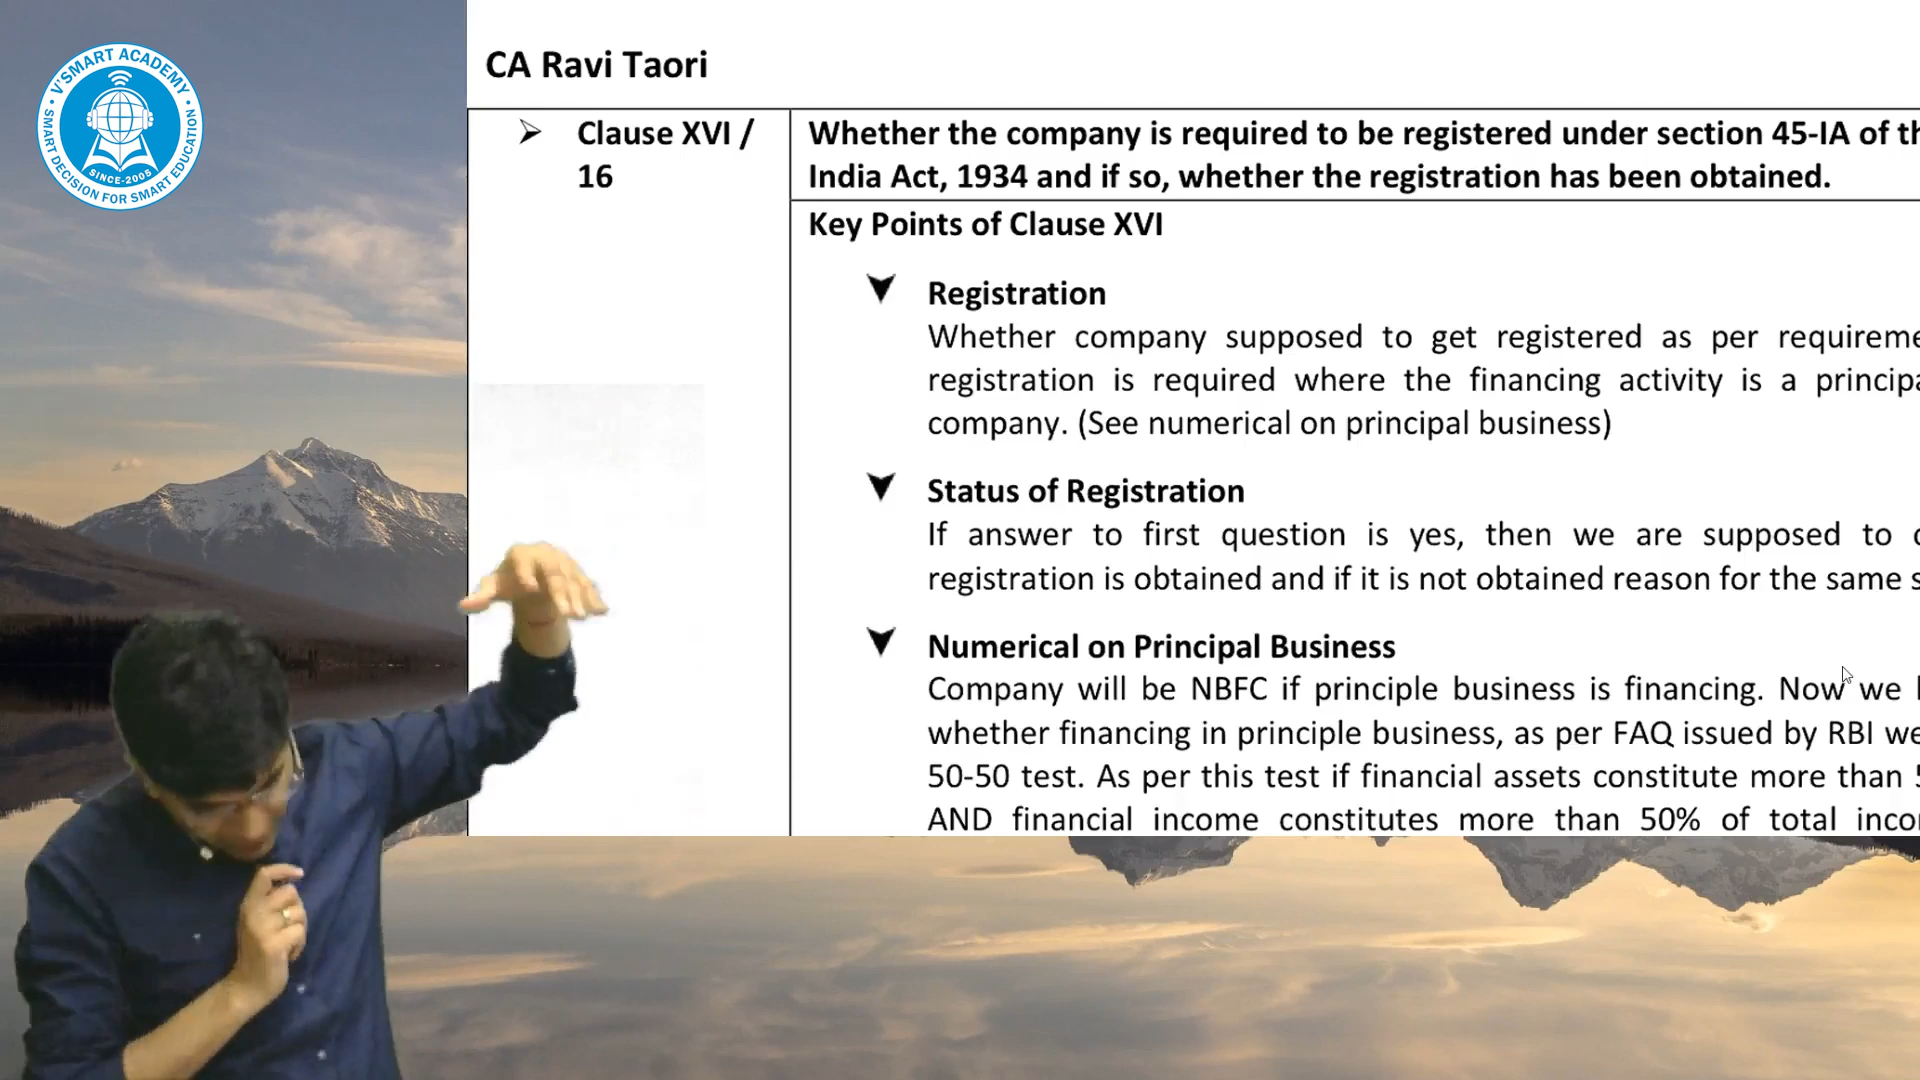 V'SMART ACADEMY
SINCE-2005
SMART DECISION FOR SMART EDUCATION
CA Ravi Taori
Clause XVI /
16
Whether the company is required to be registered under section 45-IA of
India Act, 1934 and if so, whether the registration has been obtained.
Key Points of Clause XVI
Registration
Whether company supposed to get registered as per
registration is required where the financing activity is a
company. (See numerical on principal business)
Status of Registration
If answer to first question is yes, then we are supposed to
registration is obtained and if it is not obtained reason for the same
Numerical on Principal Business
Company will be NBFC if principle business is financing. Now we
whether financing in principle business, as per FAQ issued by RBI
50-50 test. As per this test if financial assets constitute more than
AND financial income constitutes more than 50% of total